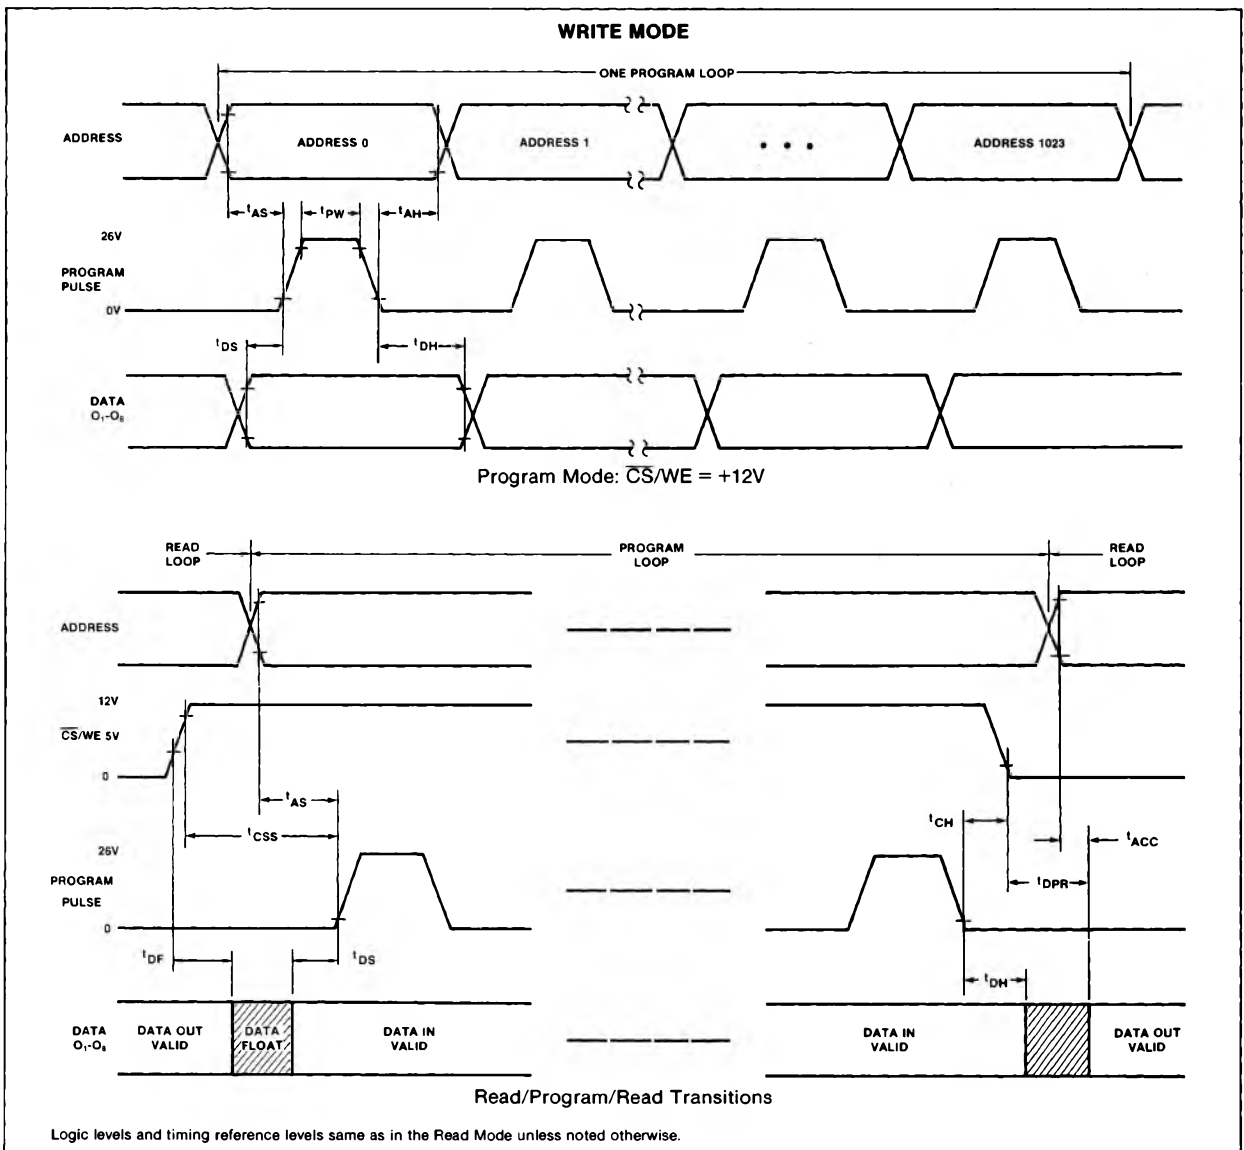 WRITE MODE
ONE PROGRAM LOOP
ADDRESS
ADDRESS 0
ADDRESS 1
• • •
ADDRESS 1023
tAS
tPW
tAH
26V
PROGRAM
PULSE
0V
tDS
tDH
DATA
O₁-O₈
Program Mode: C̅S̅/WE = +12V
READ
LOOP
PROGRAM
LOOP
READ
LOOP
ADDRESS
12V
C̅S̅/WE 5V
0
tAS
tCSS
tCH
tACC
26V
tDPR
PROGRAM
PULSE
0
tDF
tDS
tDH
DATA
O₁-O₈
DATA OUT
VALID
DATA
FLOAT
DATA IN
VALID
DATA IN
VALID
DATA OUT
VALID
Read/Program/Read Transitions
Logic levels and timing reference levels same as in the Read Mode unless noted otherwise.